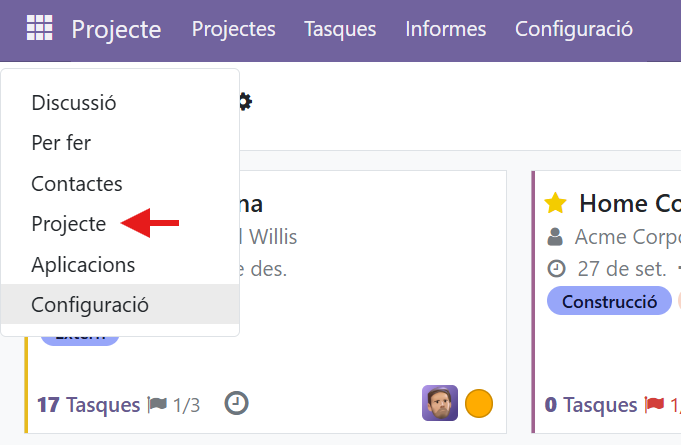 Projecte Projectes Tasques Informes Configuració
Discussió
Per fer
Contactes
Projecte
Aplicacions
Configuració
na
Willis
des.
17 Tasques 1/3
Home Co
Acme Corpo
27 de set.
Construcció
0 Tasques 1/